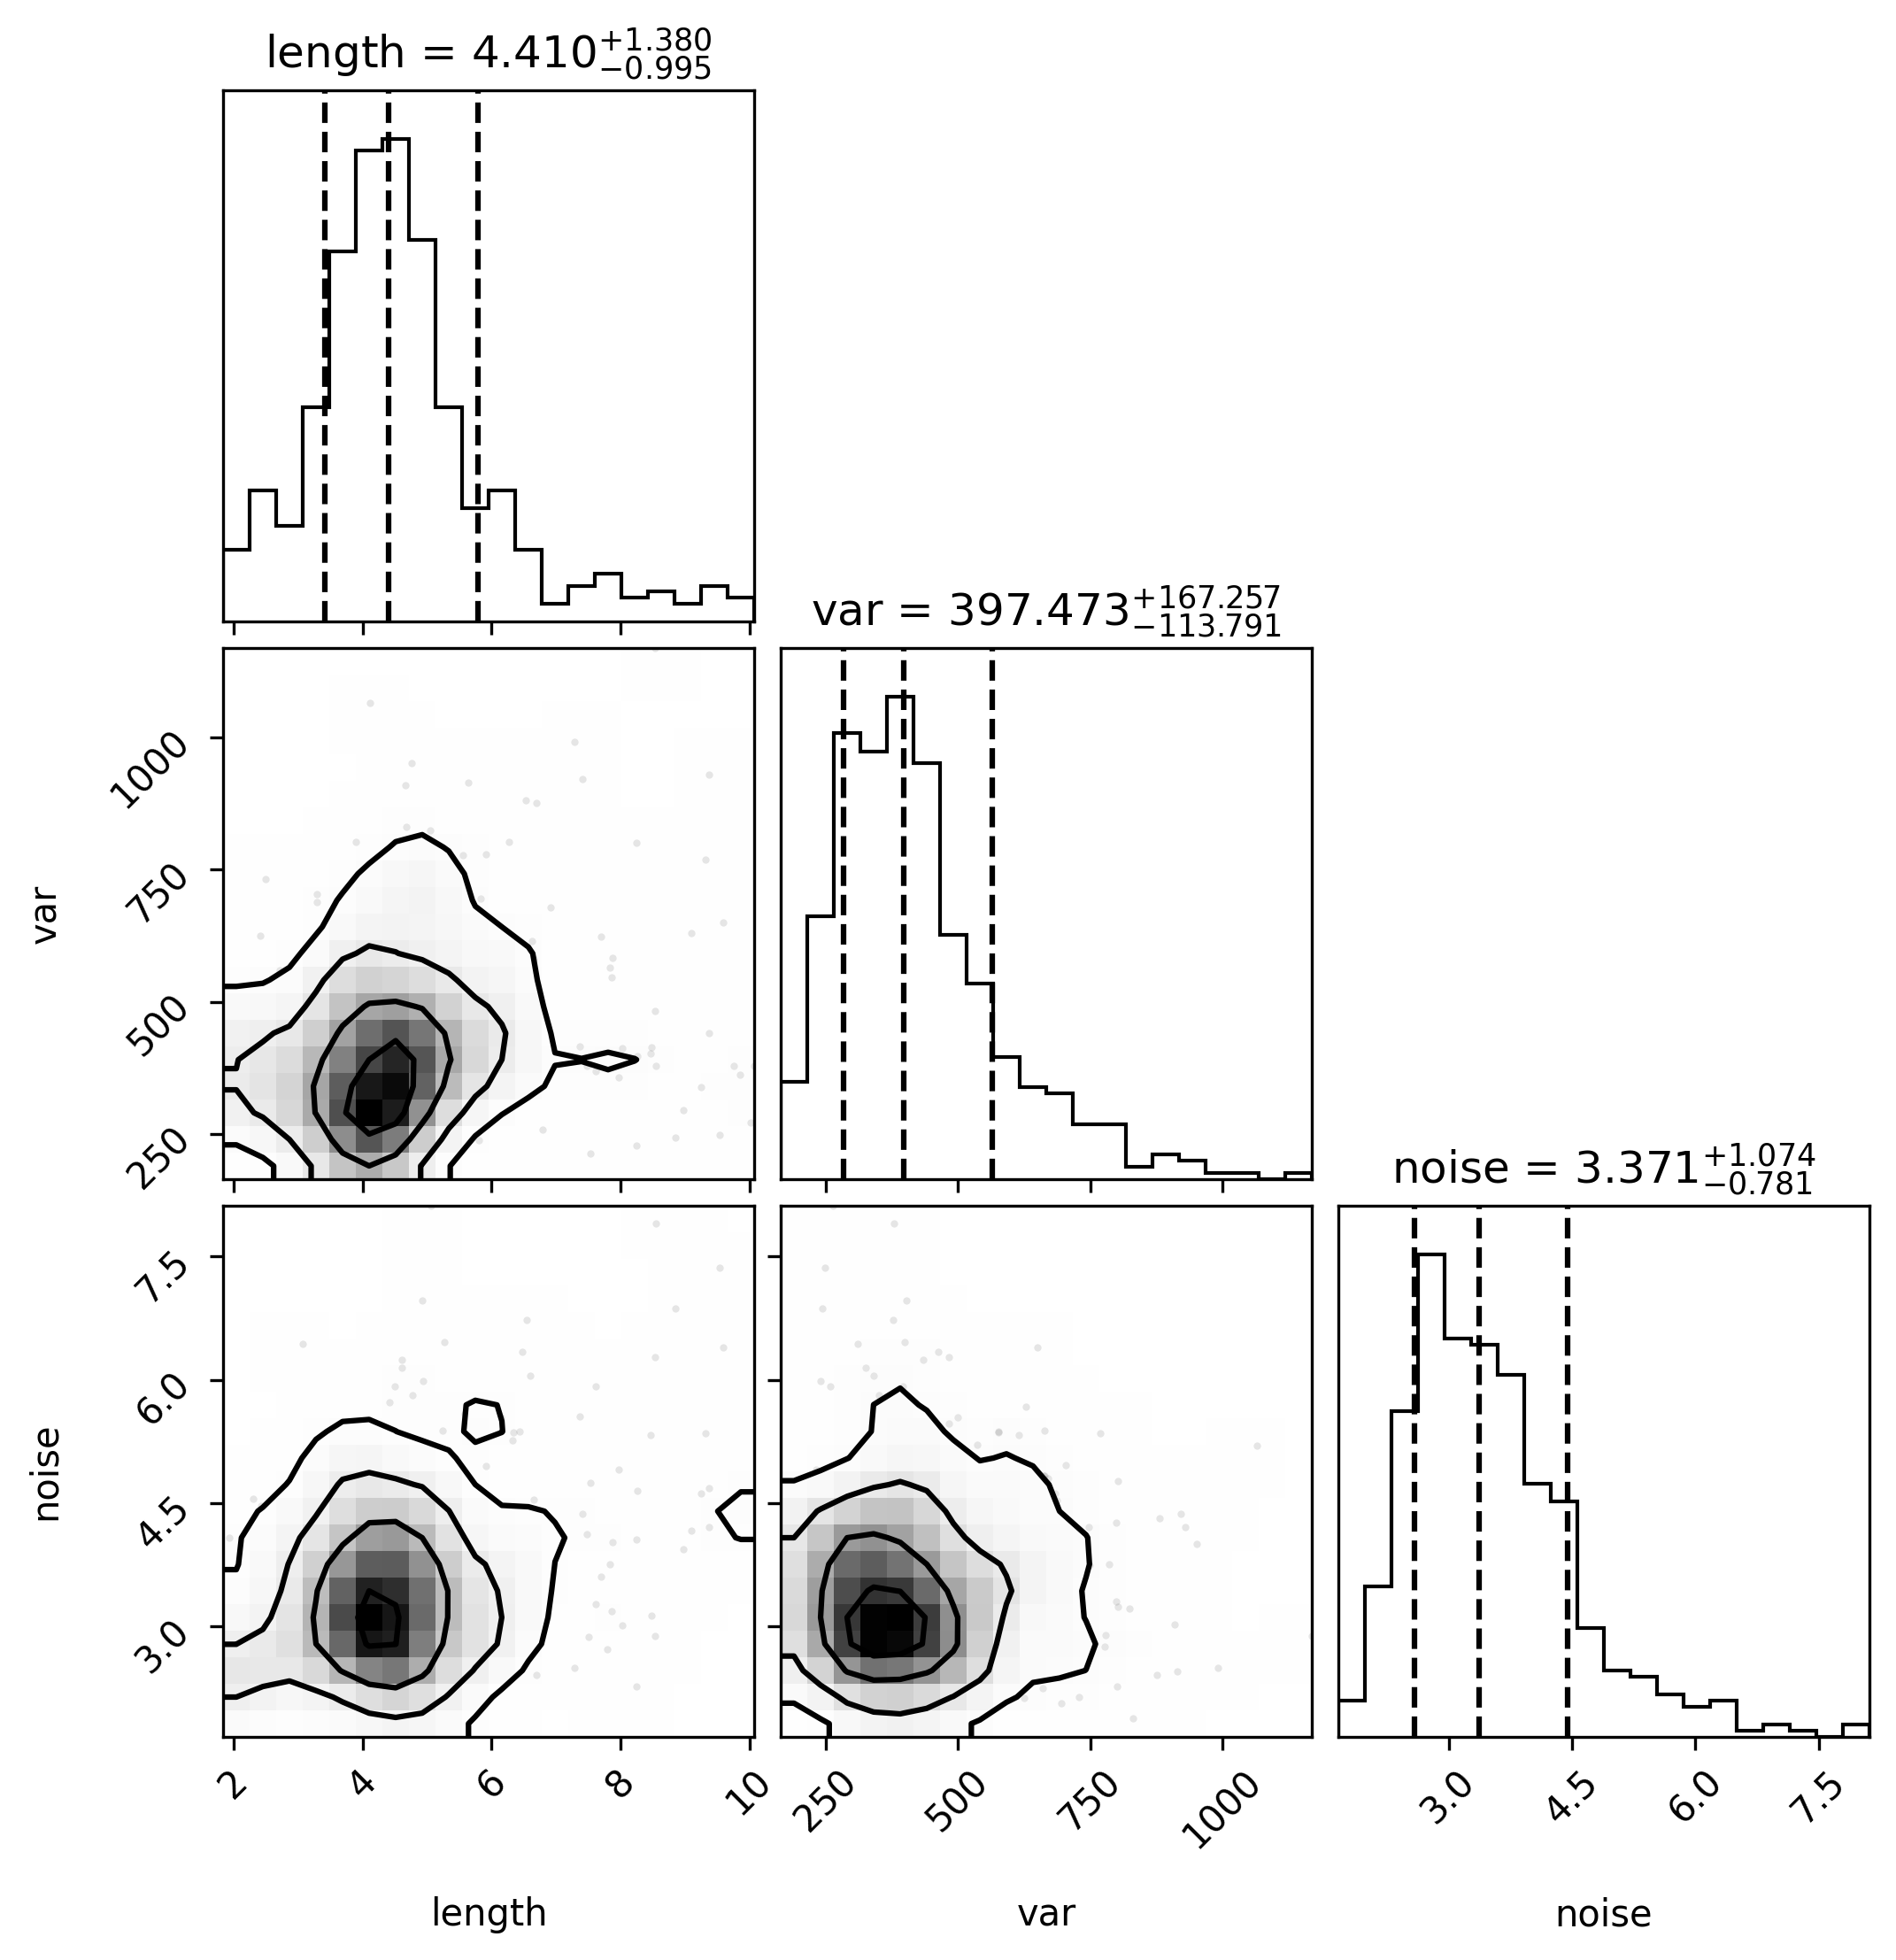 length = 4.410^{+1.380}_{−0.995}
var = 397.473^{+167.257}_{−113.791}
1000
750
500
250
var
noise = 3.371^{+1.074}_{−0.781}
7.5
6.0
4.5
3.0
noise
2 4 6 8 10 250 500 750 1000 3.0 4.5 6.0 7.5
length var noise